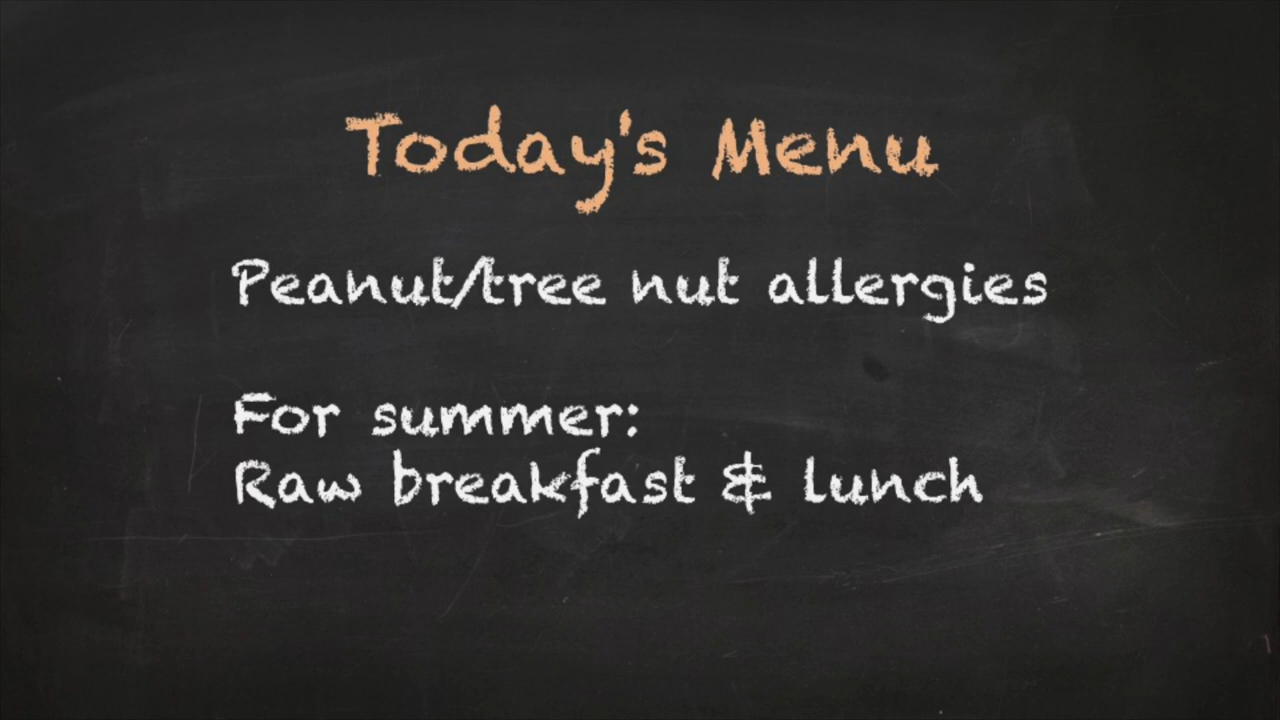 Today's Menu
Peanut/tree nut allergies
For summer:
Raw breakfast & lunch